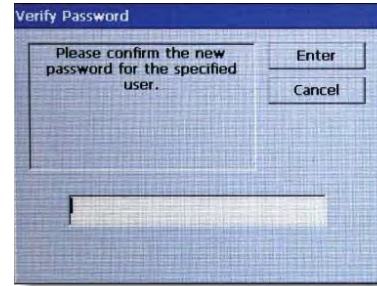 Verify Password
Please confirm the new
password for the specified
user.
Enter
Cancel